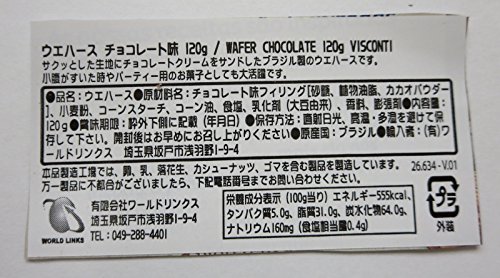 ウエハース チョコレート味 120g / WAFER CHOCOLATE 120g VISCONTI
サクッとした生地にチョコレートクリームをサンドしたブラジル製のウエハースです。
小腹がすいた時やパーティー用のお菓子としても大活躍です。
●品名:ウエハース●原材料名:チョコレート味フィリング[砂糖、植物油脂、カカオパウダー
]、小麦粉、コーンスターチ、コーン油、食塩、乳化剤(大豆由来)、香料、膨張剤●内容量:
120g●賞味期限:枠外下側に記載(年月日)●保存方法:直射日光、高温・多湿を避けて保
存して下さい。開封後はお早めにお召し上がりください●原産国:ブラジル●輸入者:(有)ワ
ールドリンクス 埼玉県坂戸市浅羽野1-9-4
本品製造工場では、卵、乳、落花生、カシューナッツ、ゴマを含む製品を製造しています。
26.634-V.01
万一製品に不都合がございましたら、下記電話番号までお問い合わせください。
WORLD LINKS
有限会社ワールドリンクス
埼玉県坂戸市浅羽野1-9-4
TEL: 049-288-4401
栄養成分表示(100g当り)エネルギー555kcal、
タンパク質5.0g、脂質31.0g、炭水化物64.0g、
ナトリウム160mg(食塩相当量0.4g)
プラ
外装